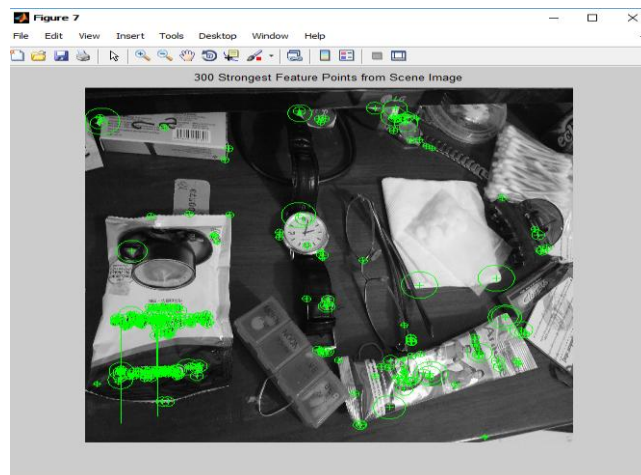 Figure 7
File Edit View Insert Tools Desktop Window Help
300 Strongest Feature Points from Scene Image